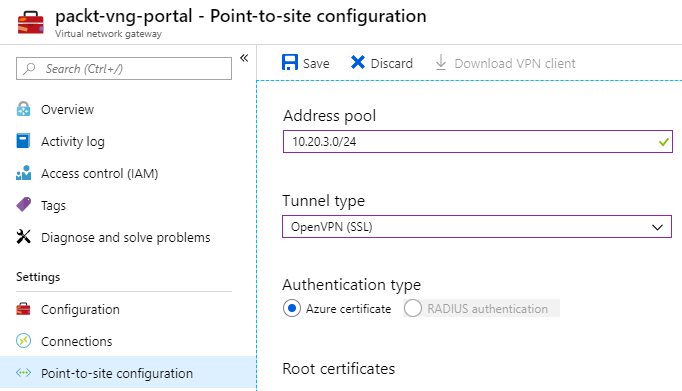 packt-vng-portal - Point-to-site configuration
Virtual network gateway
Search (Ctrl+/)
«
Overview
Activity log
Access control (IAM)
Tags
Diagnose and solve problems
Settings
Configuration
Connections
Point-to-site configuration
Save Discard Download VPN client
Address pool
10.20.3.0/24
Tunnel type
OpenVPN (SSL)
Authentication type
Azure certificate RADIUS authentication
Root certificates